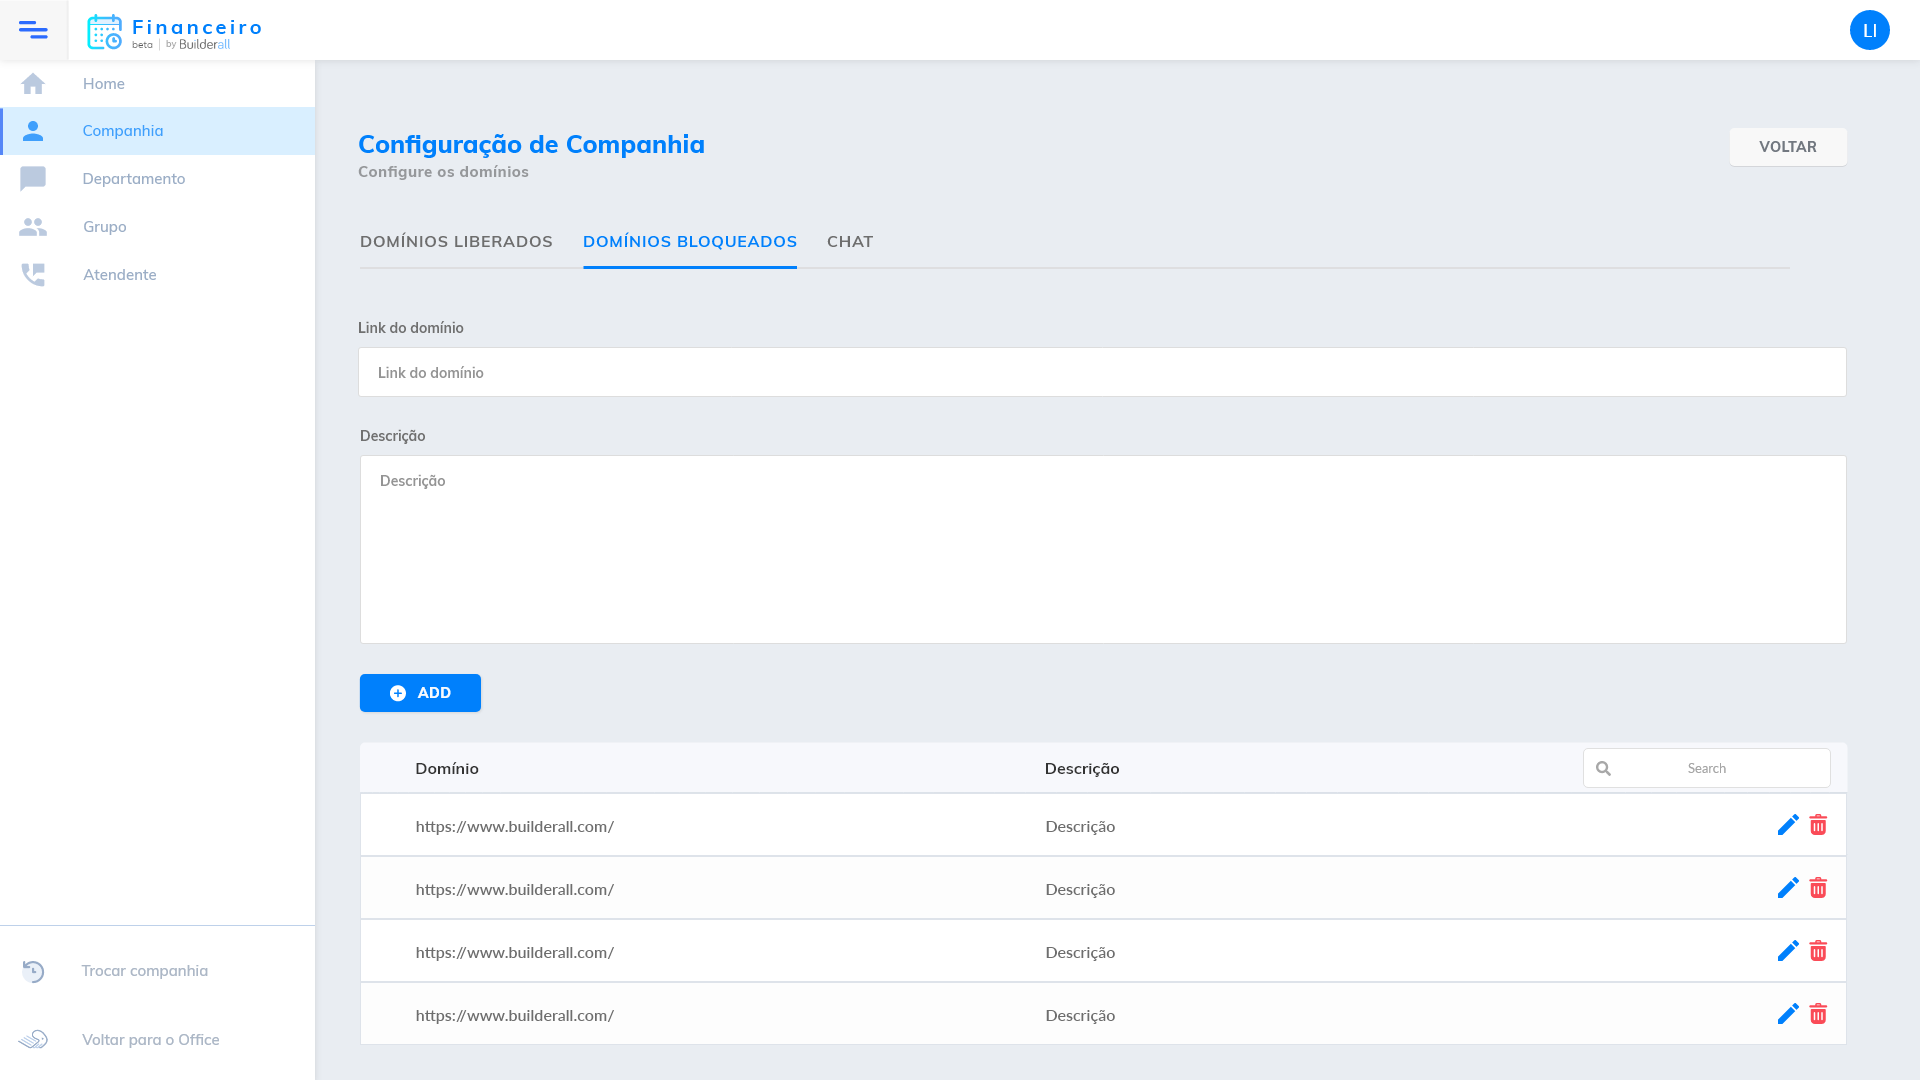 Financeiro
beta | by Builderall
LI
Home
Companhia
Departamento
Grupo
Atendente
Trocar companhia
Voltar para o Office
Configuração de Companhia
Configure os domínios
VOLTAR
DOMÍNIOS LIBERADOS DOMÍNIOS BLOQUEADOS CHAT
Link do domínio
Link do domínio
Descrição
Descrição
ADD
Domínio Descrição Search
https://www.builderall.com/ Descrição
https://www.builderall.com/ Descrição
https://www.builderall.com/ Descrição
https://www.builderall.com/ Descrição